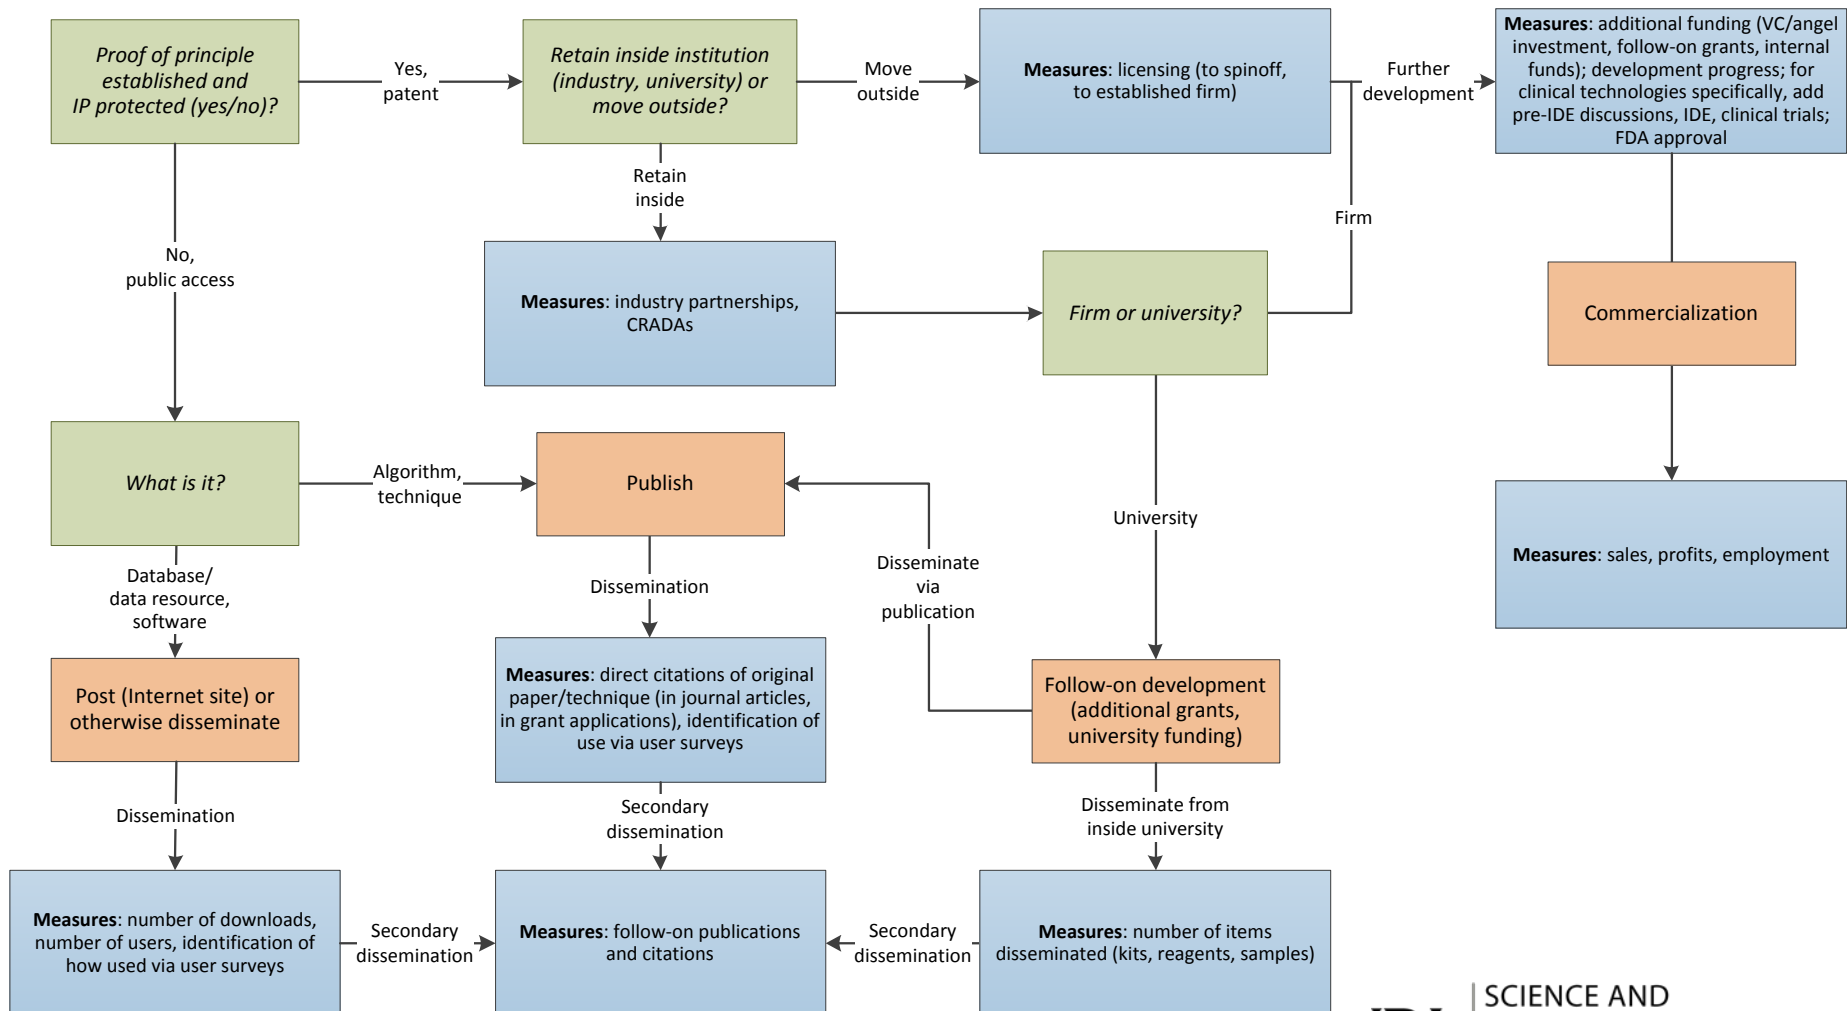 Proof of principle
established and
IP protected (yes/no)?
Yes,
patent
Retain inside institution
(industry, university) or
move outside?
Move
outside
Measures: licensing (to spinoff,
to established firm)
Further
development
Measures: additional funding (VC/angel
investment, follow-on grants, internal
funds); development progress; for
clinical technologies specifically, add
pre-IDE discussions, IDE, clinical trials;
FDA approval
Retain
inside
Firm
No,
public access
Measures: industry partnerships,
CRADAs
Firm or university?
Commercialization
What is it?
Algorithm,
technique
Publish
University
Disseminate
via
publication
Measures: sales, profits, employment
Database/
data resource,
software
Dissemination
Post (Internet site) or
otherwise disseminate
Measures: direct citations of original
paper/technique (in journal articles,
in grant applications), identification of
use via user surveys
Follow-on development
(additional grants,
university funding)
Dissemination
Secondary
dissemination
Disseminate from
inside university
Measures: number of downloads,
number of users, identification of
how used via user surveys
Secondary
dissemination
Measures: follow-on publications
and citations
Secondary
dissemination
Measures: number of items
disseminated (kits, reagents, samples)
SCIENCE AND